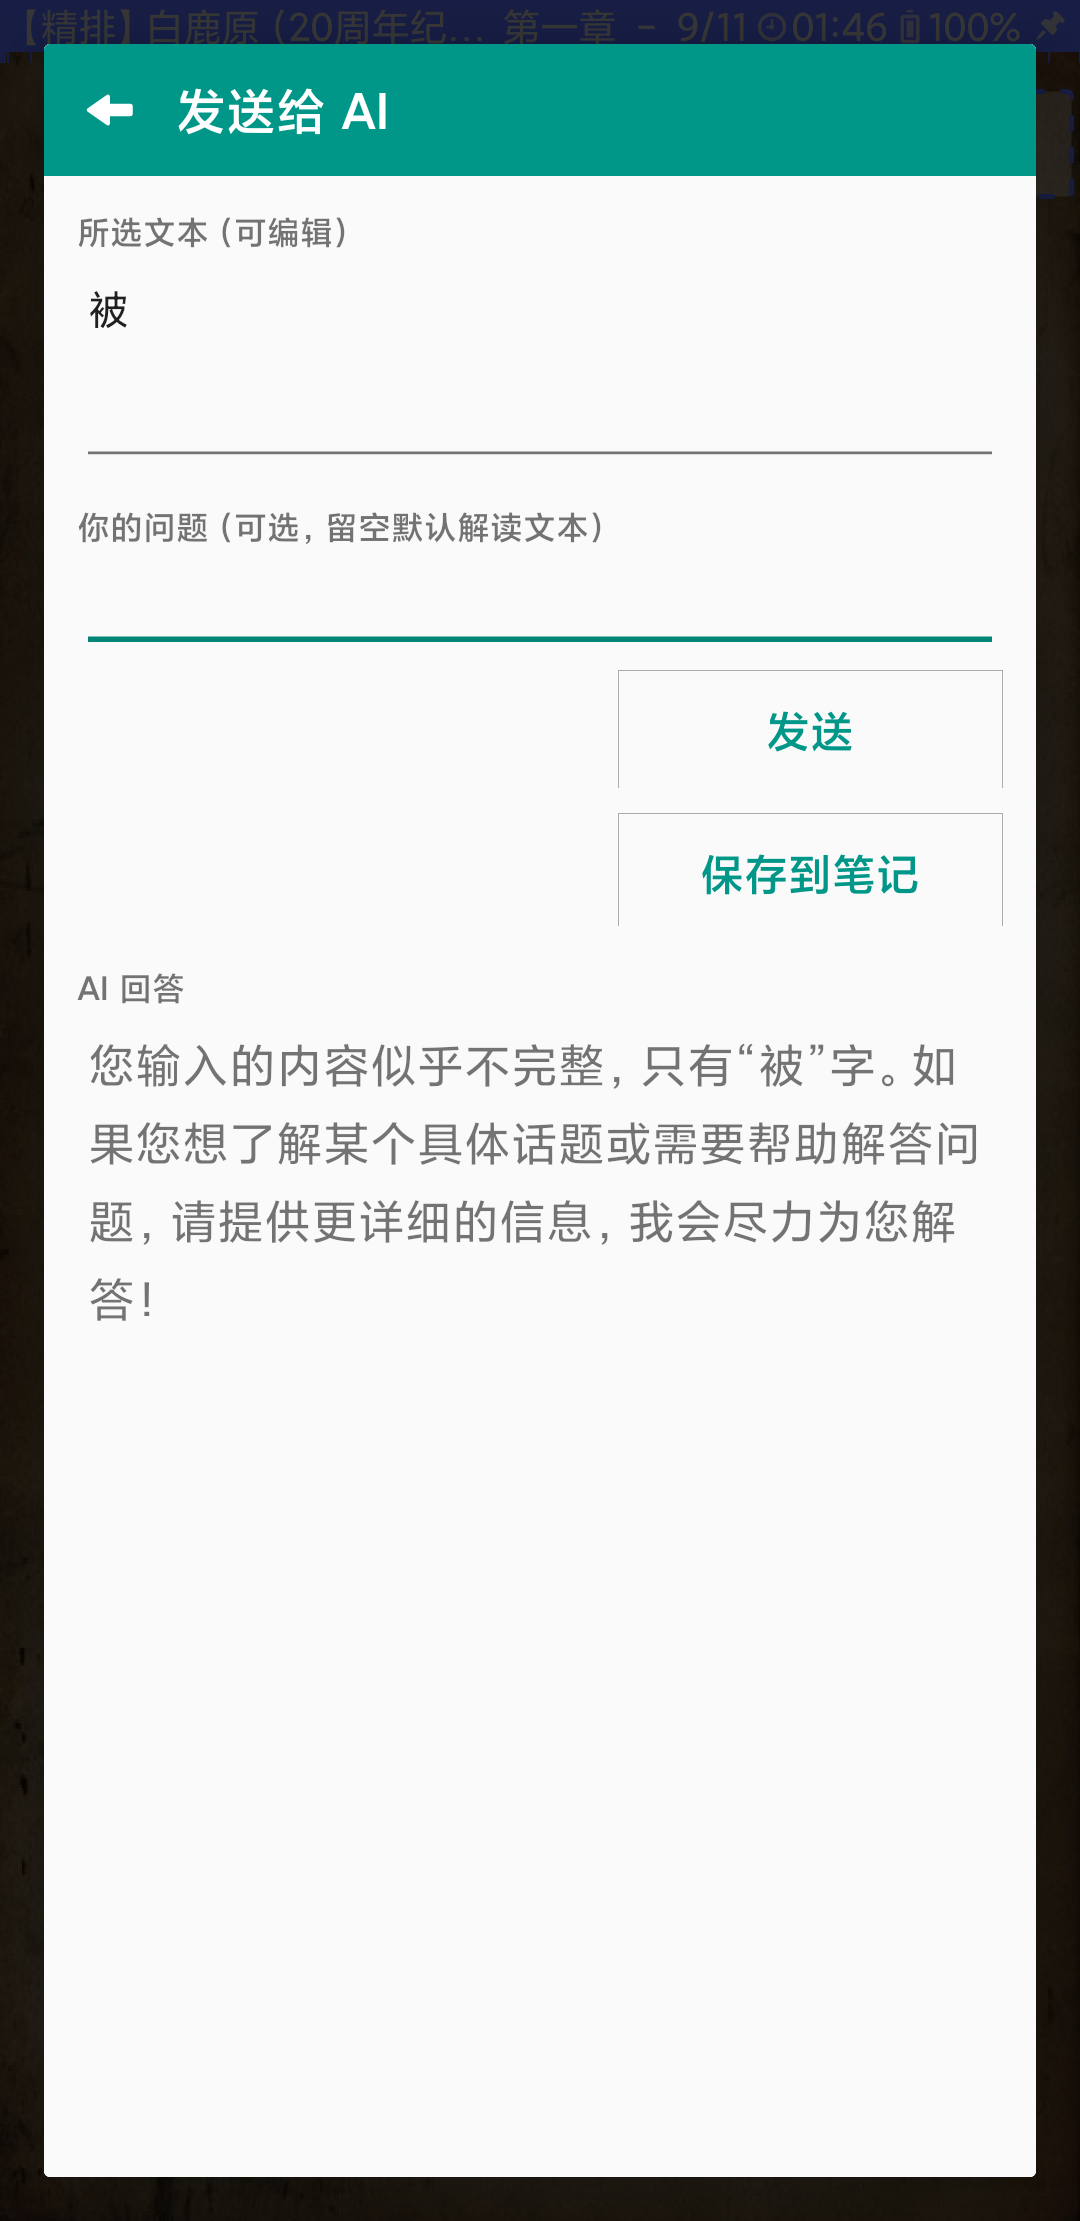 【精排】白鹿原（20周年纪... 第一章 - 9/11 01:46 100%
发送给 AI
所选文本（可编辑）
被
你的问题（可选，留空默认解读文本）
发送
保存到笔记
AI 回答
您输入的内容似乎不完整，只有“被”字。如
果您想了解某个具体话题或需要帮助解答问
题，请提供更详细的信息，我会尽力为您解
答！